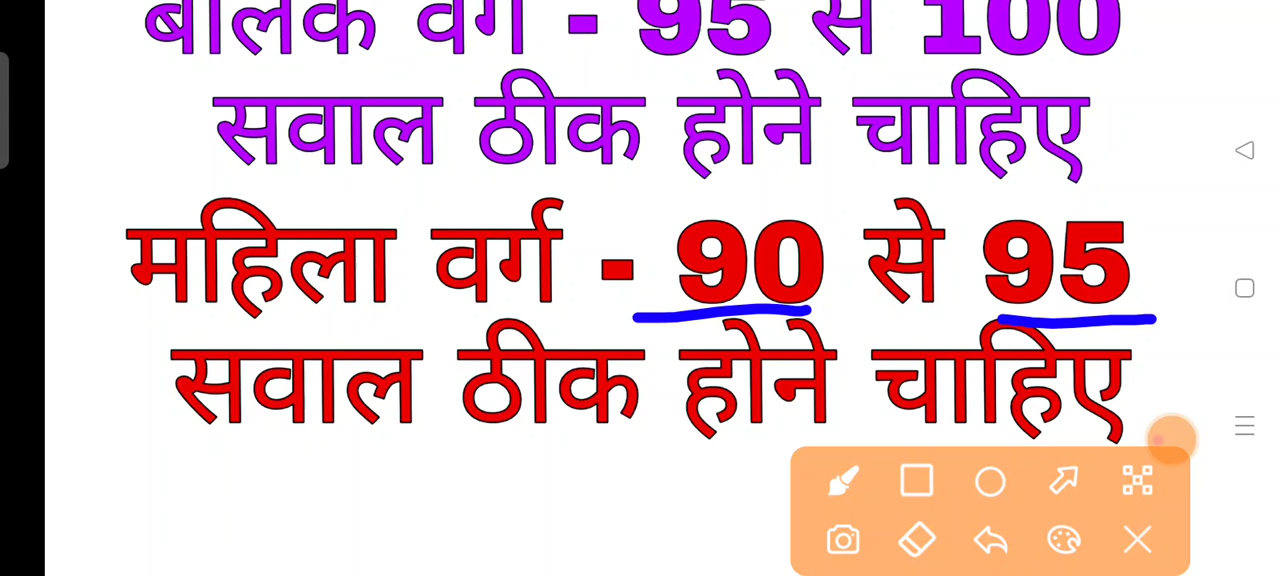 बालक वर्ग - 95 से 100
सवाल ठीक होने चाहिए
महिला वर्ग - 90 से 95
सवाल ठीक होने चाहिए